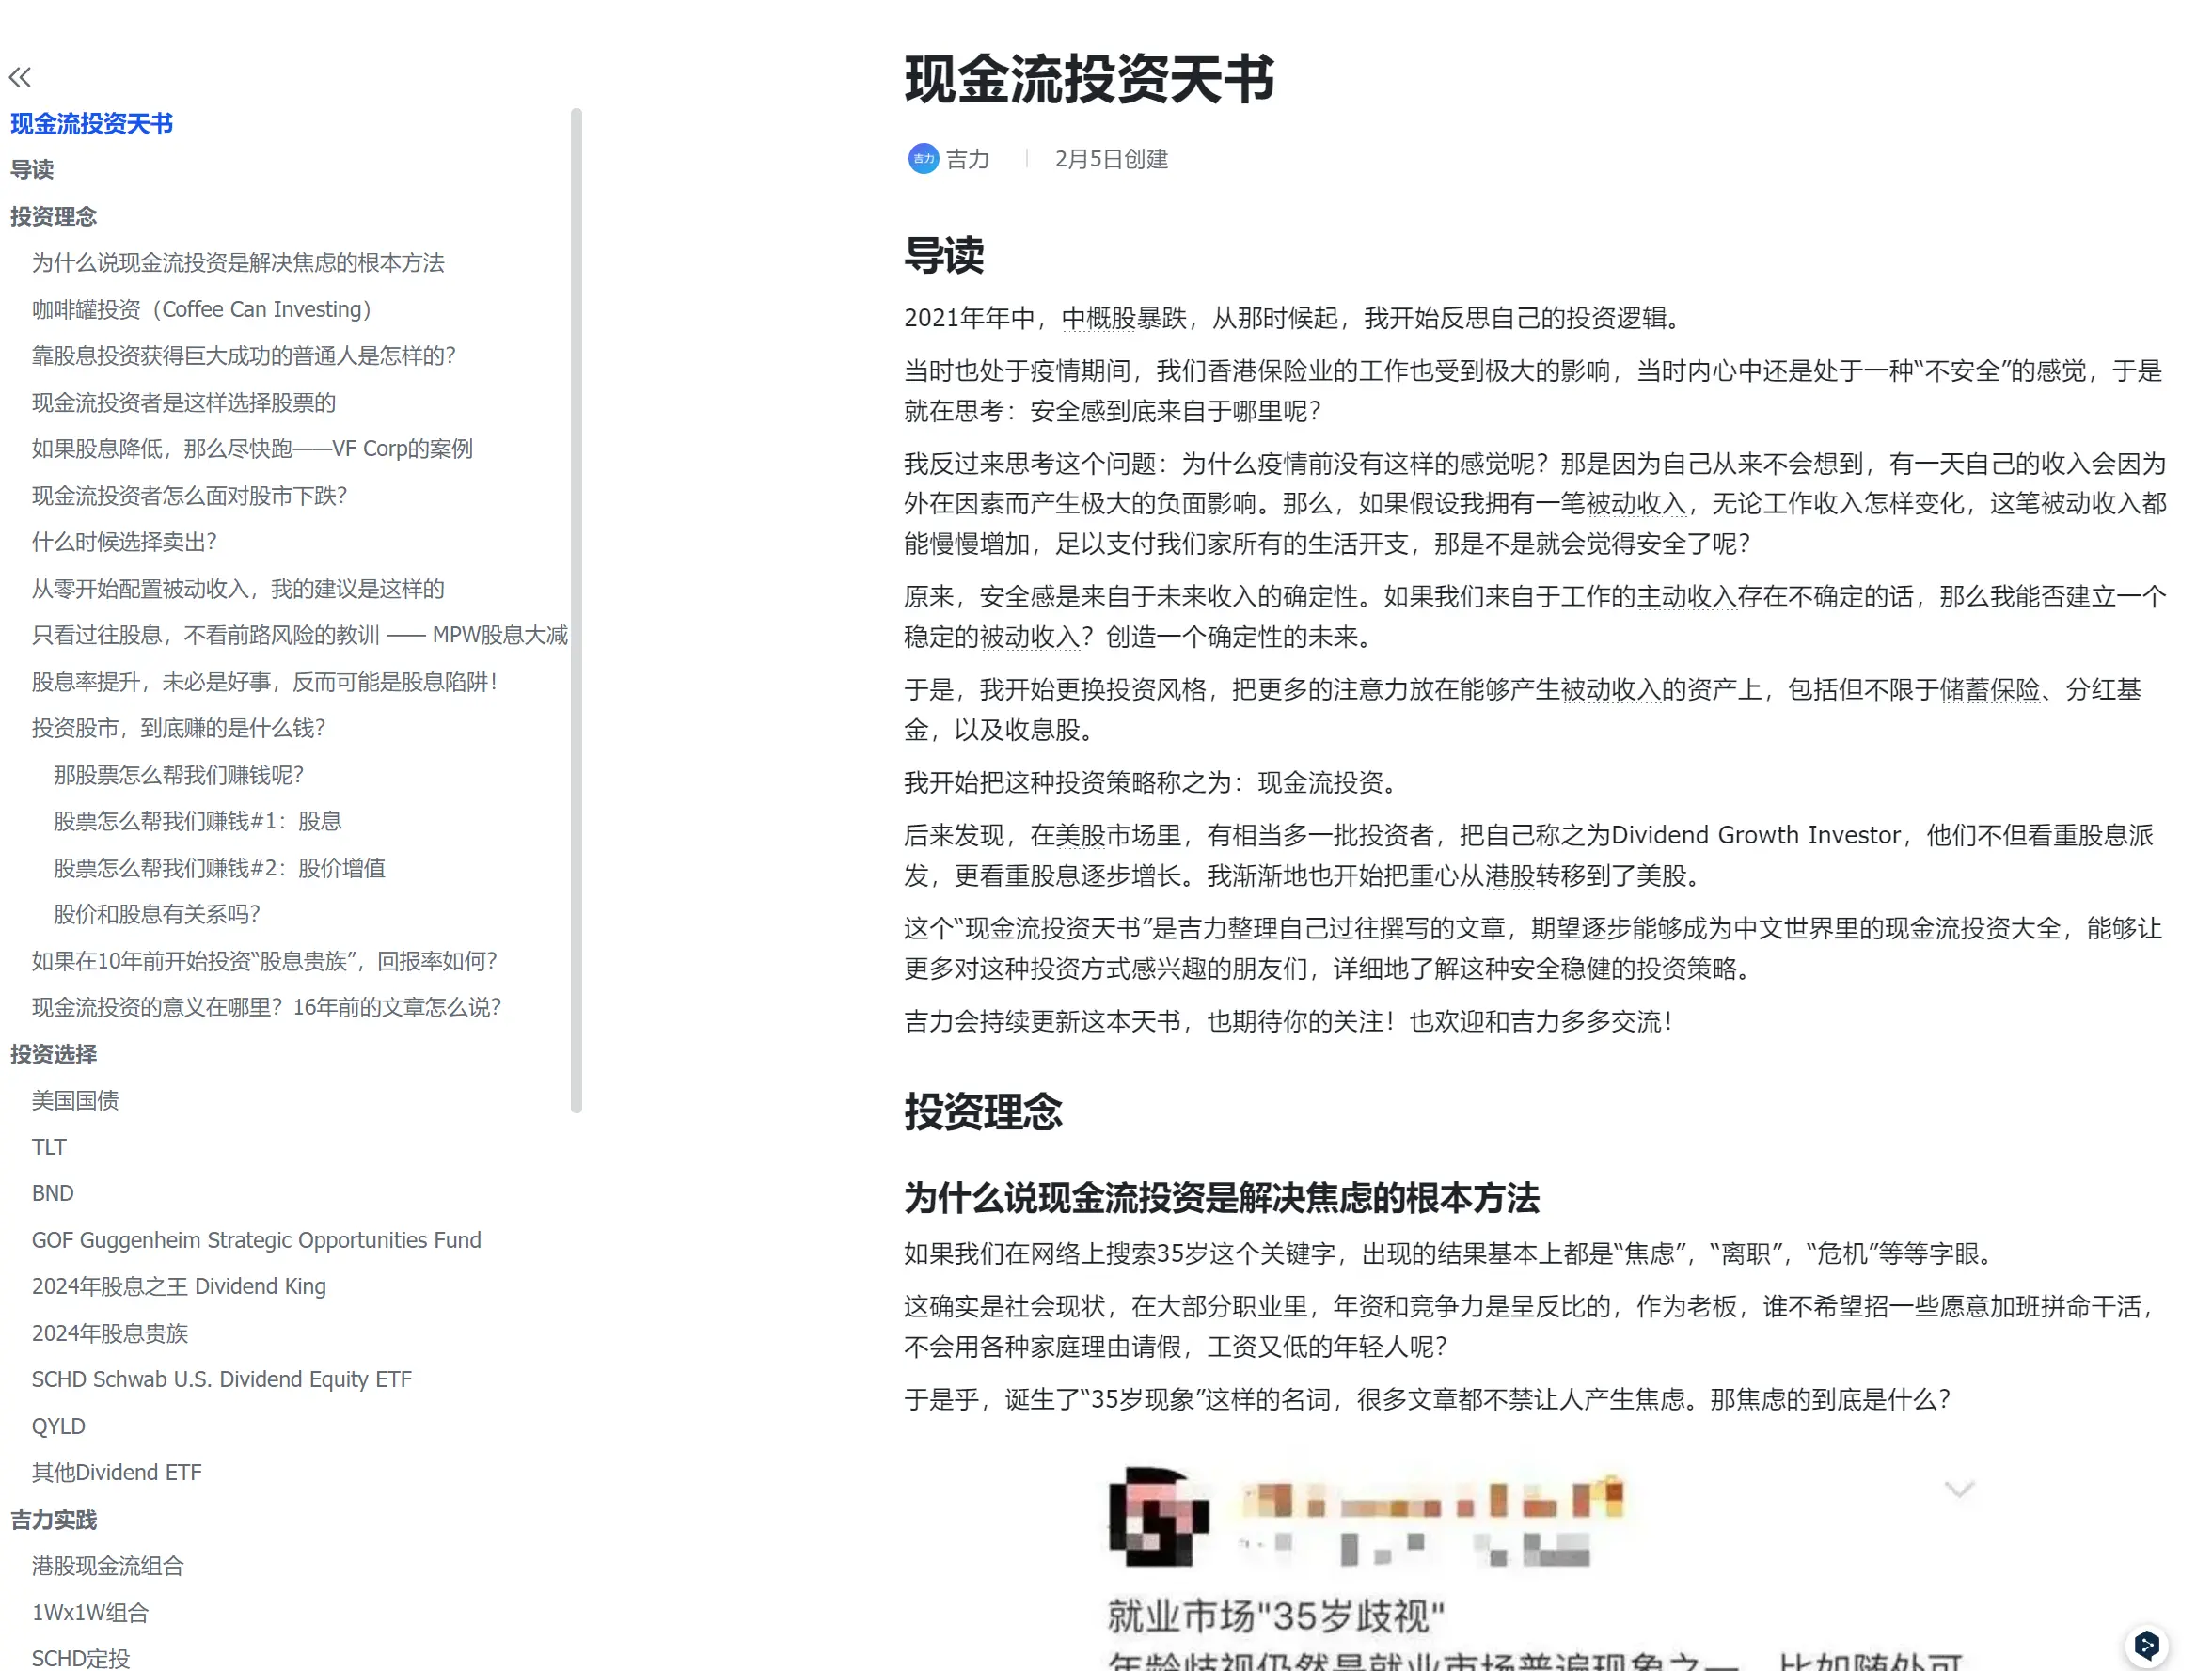 现金流投资天书
导读
投资理念
为什么说现金流投资是解决焦虑的根本方法
咖啡罐投资（Coffee Can Investing）
靠股息投资获得巨大成功的普通人是怎样的？
现金流投资者是这样选择股票的
如果股息降低，那么尽快跑——VF Corp的案例
现金流投资者怎么面对股市下跌？
什么时候选择卖出？
从零开始配置被动收入，我的建议是这样的
只看过往股息，不看前路风险的教训 —— MPW股息大减
股息率提升，未必是好事，反而可能是股息陷阱！
投资股市，到底赚的是什么钱？
那股票怎么帮我们赚钱呢？
股票怎么帮我们赚钱#1：股息
股票怎么帮我们赚钱#2：股价增值
股价和股息有关系吗？
如果在10年前开始投资“股息贵族”，回报率如何？
现金流投资的意义在哪里？16年前的文章怎么说？
投资选择
美国国债
TLT
BND
GOF Guggenheim Strategic Opportunities Fund
2024年股息之王 Dividend King
2024年股息贵族
SCHD Schwab U.S. Dividend Equity ETF
QYLD
其他Dividend ETF
吉力实践
港股现金流组合
1Wx1W组合
SCHD定投
现金流投资天书
吉力 吉力 2月5日创建
导读
2021年年中，中概股暴跌，从那时候起，我开始反思自己的投资逻辑。
当时也处于疫情期间，我们香港保险业的工作也受到极大的影响，当时内心中还是处于一种“不安全”的感觉，于是
就在思考：安全感到底来自于哪里呢？
我反过来思考这个问题：为什么疫情前没有这样的感觉呢？那是因为自己从来不会想到，有一天自己的收入会因为
外在因素而产生极大的负面影响。那么，如果假设我拥有一笔被动收入，无论工作收入怎样变化，这笔被动收入都
能慢慢增加，足以支付我们家所有的生活开支，那是不是就会觉得安全了呢？
原来，安全感是来自于未来收入的确定性。如果我们来自于工作的主动收入存在不确定的话，那么我能否建立一个
稳定的被动收入？创造一个确定性的未来。
于是，我开始更换投资风格，把更多的注意力放在能够产生被动收入的资产上，包括但不限于储蓄保险、分红基
金，以及收息股。
我开始把这种投资策略称之为：现金流投资。
后来发现，在美股市场里，有相当多一批投资者，把自己称之为Dividend Growth Investor，他们不但看重股息派
发，更看重股息逐步增长。我渐渐地也开始把重心从港股转移到了美股。
这个“现金流投资天书”是吉力整理自己过往撰写的文章，期望逐步能够成为中文世界里的现金流投资大全，能够让
更多对这种投资方式感兴趣的朋友们，详细地了解这种安全稳健的投资策略。
吉力会持续更新这本天书，也期待你的关注！也欢迎和吉力多多交流！
投资理念
为什么说现金流投资是解决焦虑的根本方法
如果我们在网络上搜索35岁这个关键字，出现的结果基本上都是“焦虑”，“离职”，“危机”等等字眼。
这确实是社会现状，在大部分职业里，年资和竞争力是呈反比的，作为老板，谁不希望招一些愿意加班拼命干活，
不会用各种家庭理由请假，工资又低的年轻人呢？
于是乎，诞生了“35岁现象”这样的名词，很多文章都不禁让人产生焦虑。那焦虑的到底是什么？
就业市场"35岁歧视"
年龄歧视仍然是就业市场普遍现象之一，比如随处可